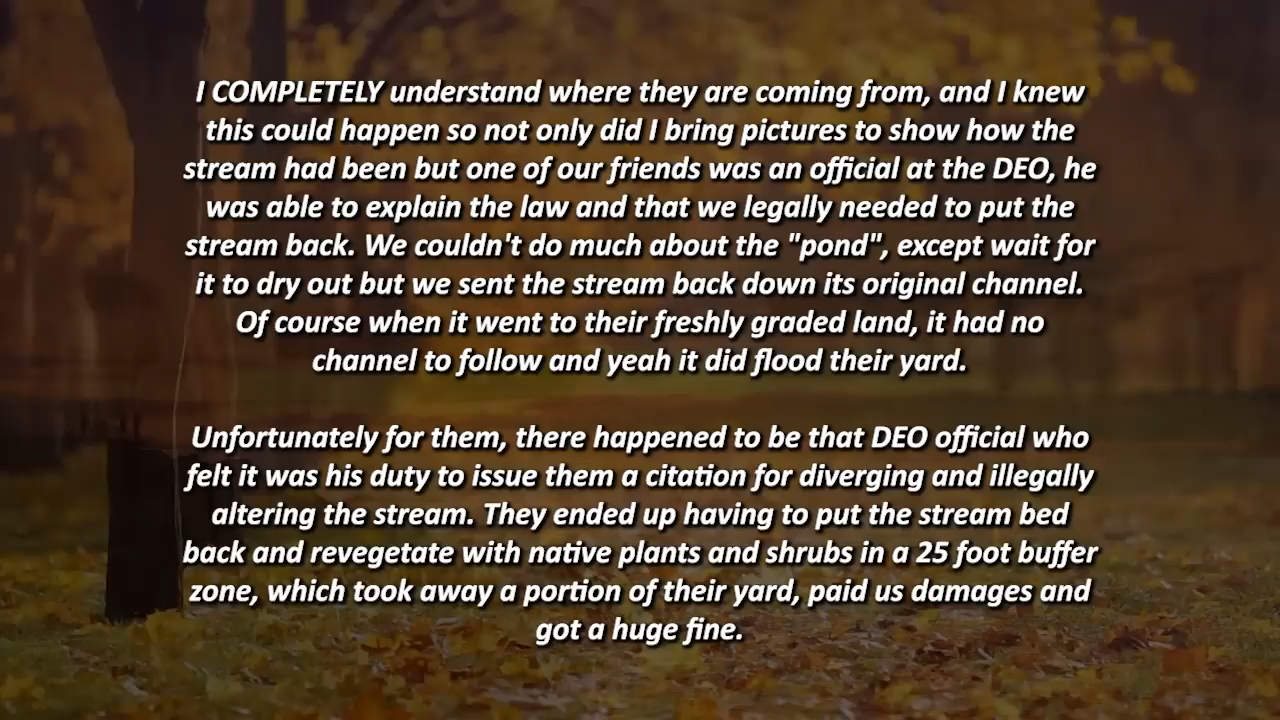 I COMPLETELY understand where they are coming from, and I knew
this could happen so not only did I bring pictures to show how the
stream had been but one of our friends was an official at the DEO, he
was able to explain the law and that we legally needed to put the
stream back. We couldn't do much about the "pond", except wait for
it to dry out but we sent the stream back down its original channel.
Of course when it went to their freshly graded land, it had no
channel to follow and yeah it did flood their yard.
Unfortunately for them, there happened to be that DEO official who
felt it was his duty to issue them a citation for diverging and illegally
altering the stream. They ended up having to put the stream bed
back and revegetate with native plants and shrubs in a 25 foot buffer
zone, which took away a portion of their yard, paid us damages and
got a huge fine.